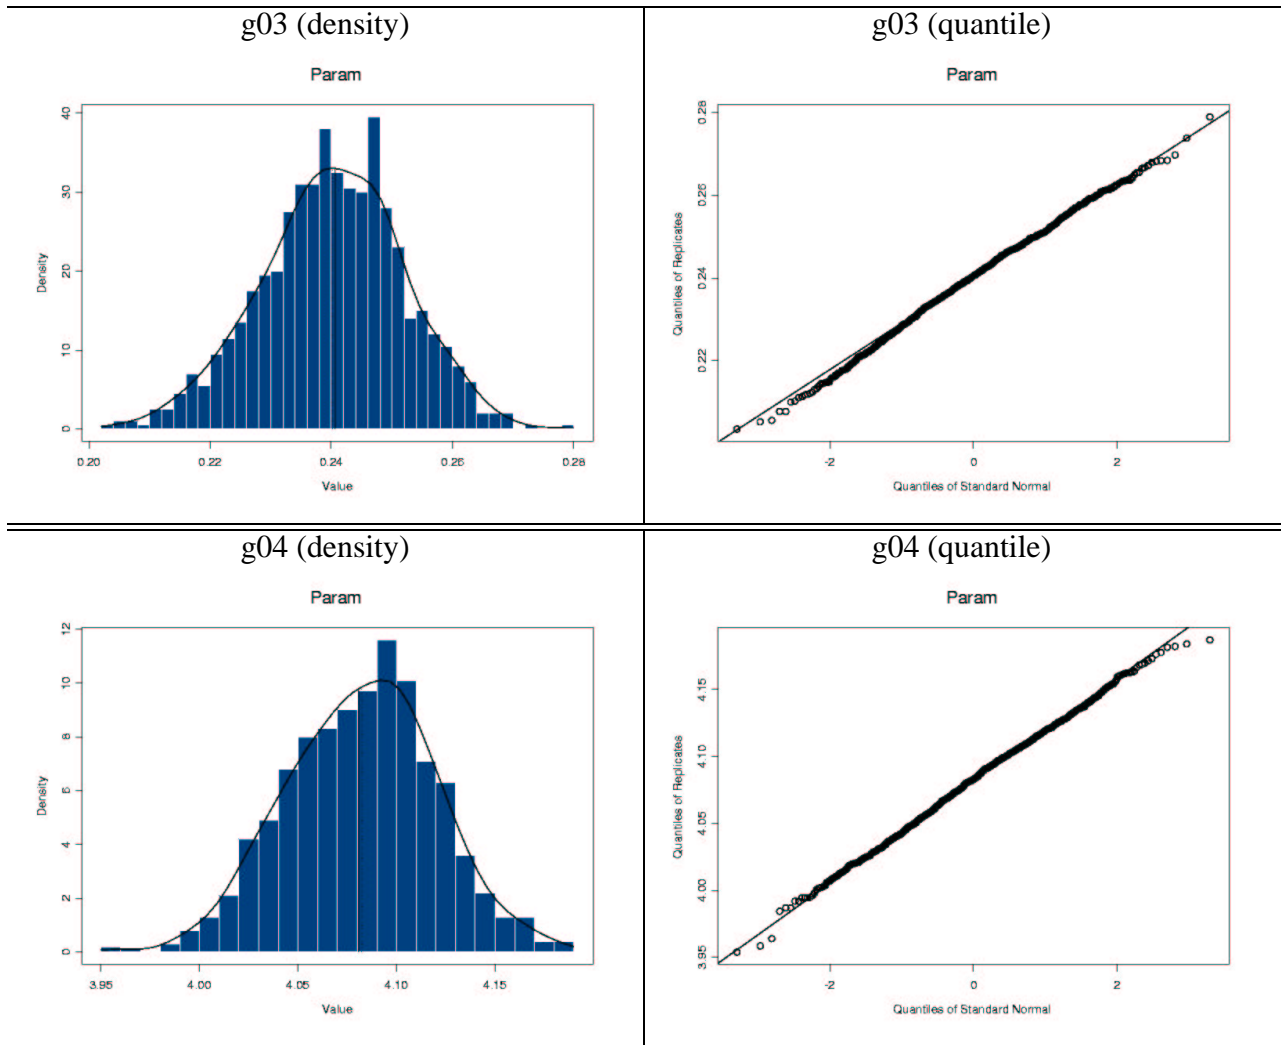 g03 (density)
Param
40
30
20
10
0
Density
0.20 0.22 0.24 0.26 0.28
Value
g03 (quantile)
Param
0.28
0.26
0.24
0.22
Quantiles of Replicates
-2 0 2
Quantiles of Standard Normal
g04 (density)
Param
12
10
8
6
4
2
0
Density
3.95 4.00 4.05 4.10 4.15
Value
g04 (quantile)
Param
4.15
4.10
4.05
4.00
3.95
Quantiles of Replicates
-2 0 2
Quantiles of Standard Normal